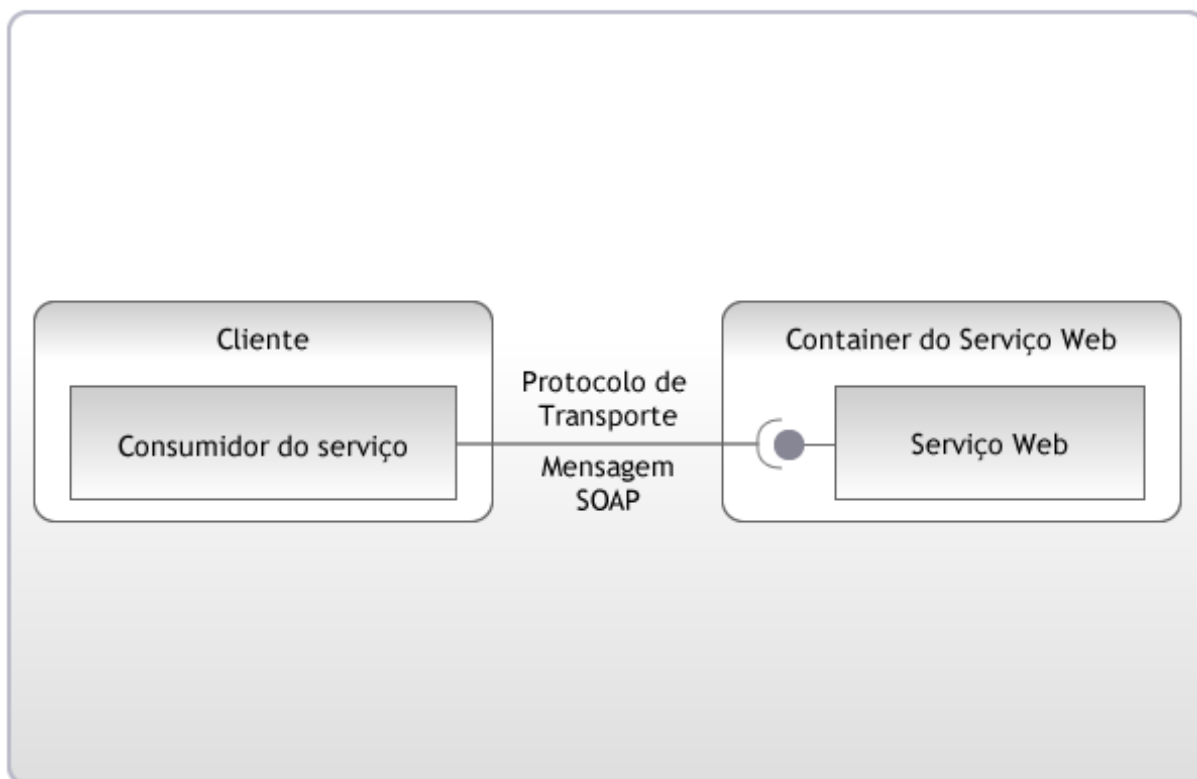 Cliente
Consumidor do serviço
Protocolo de
Transporte
Mensagem
SOAP
Container do Serviço Web
Serviço Web